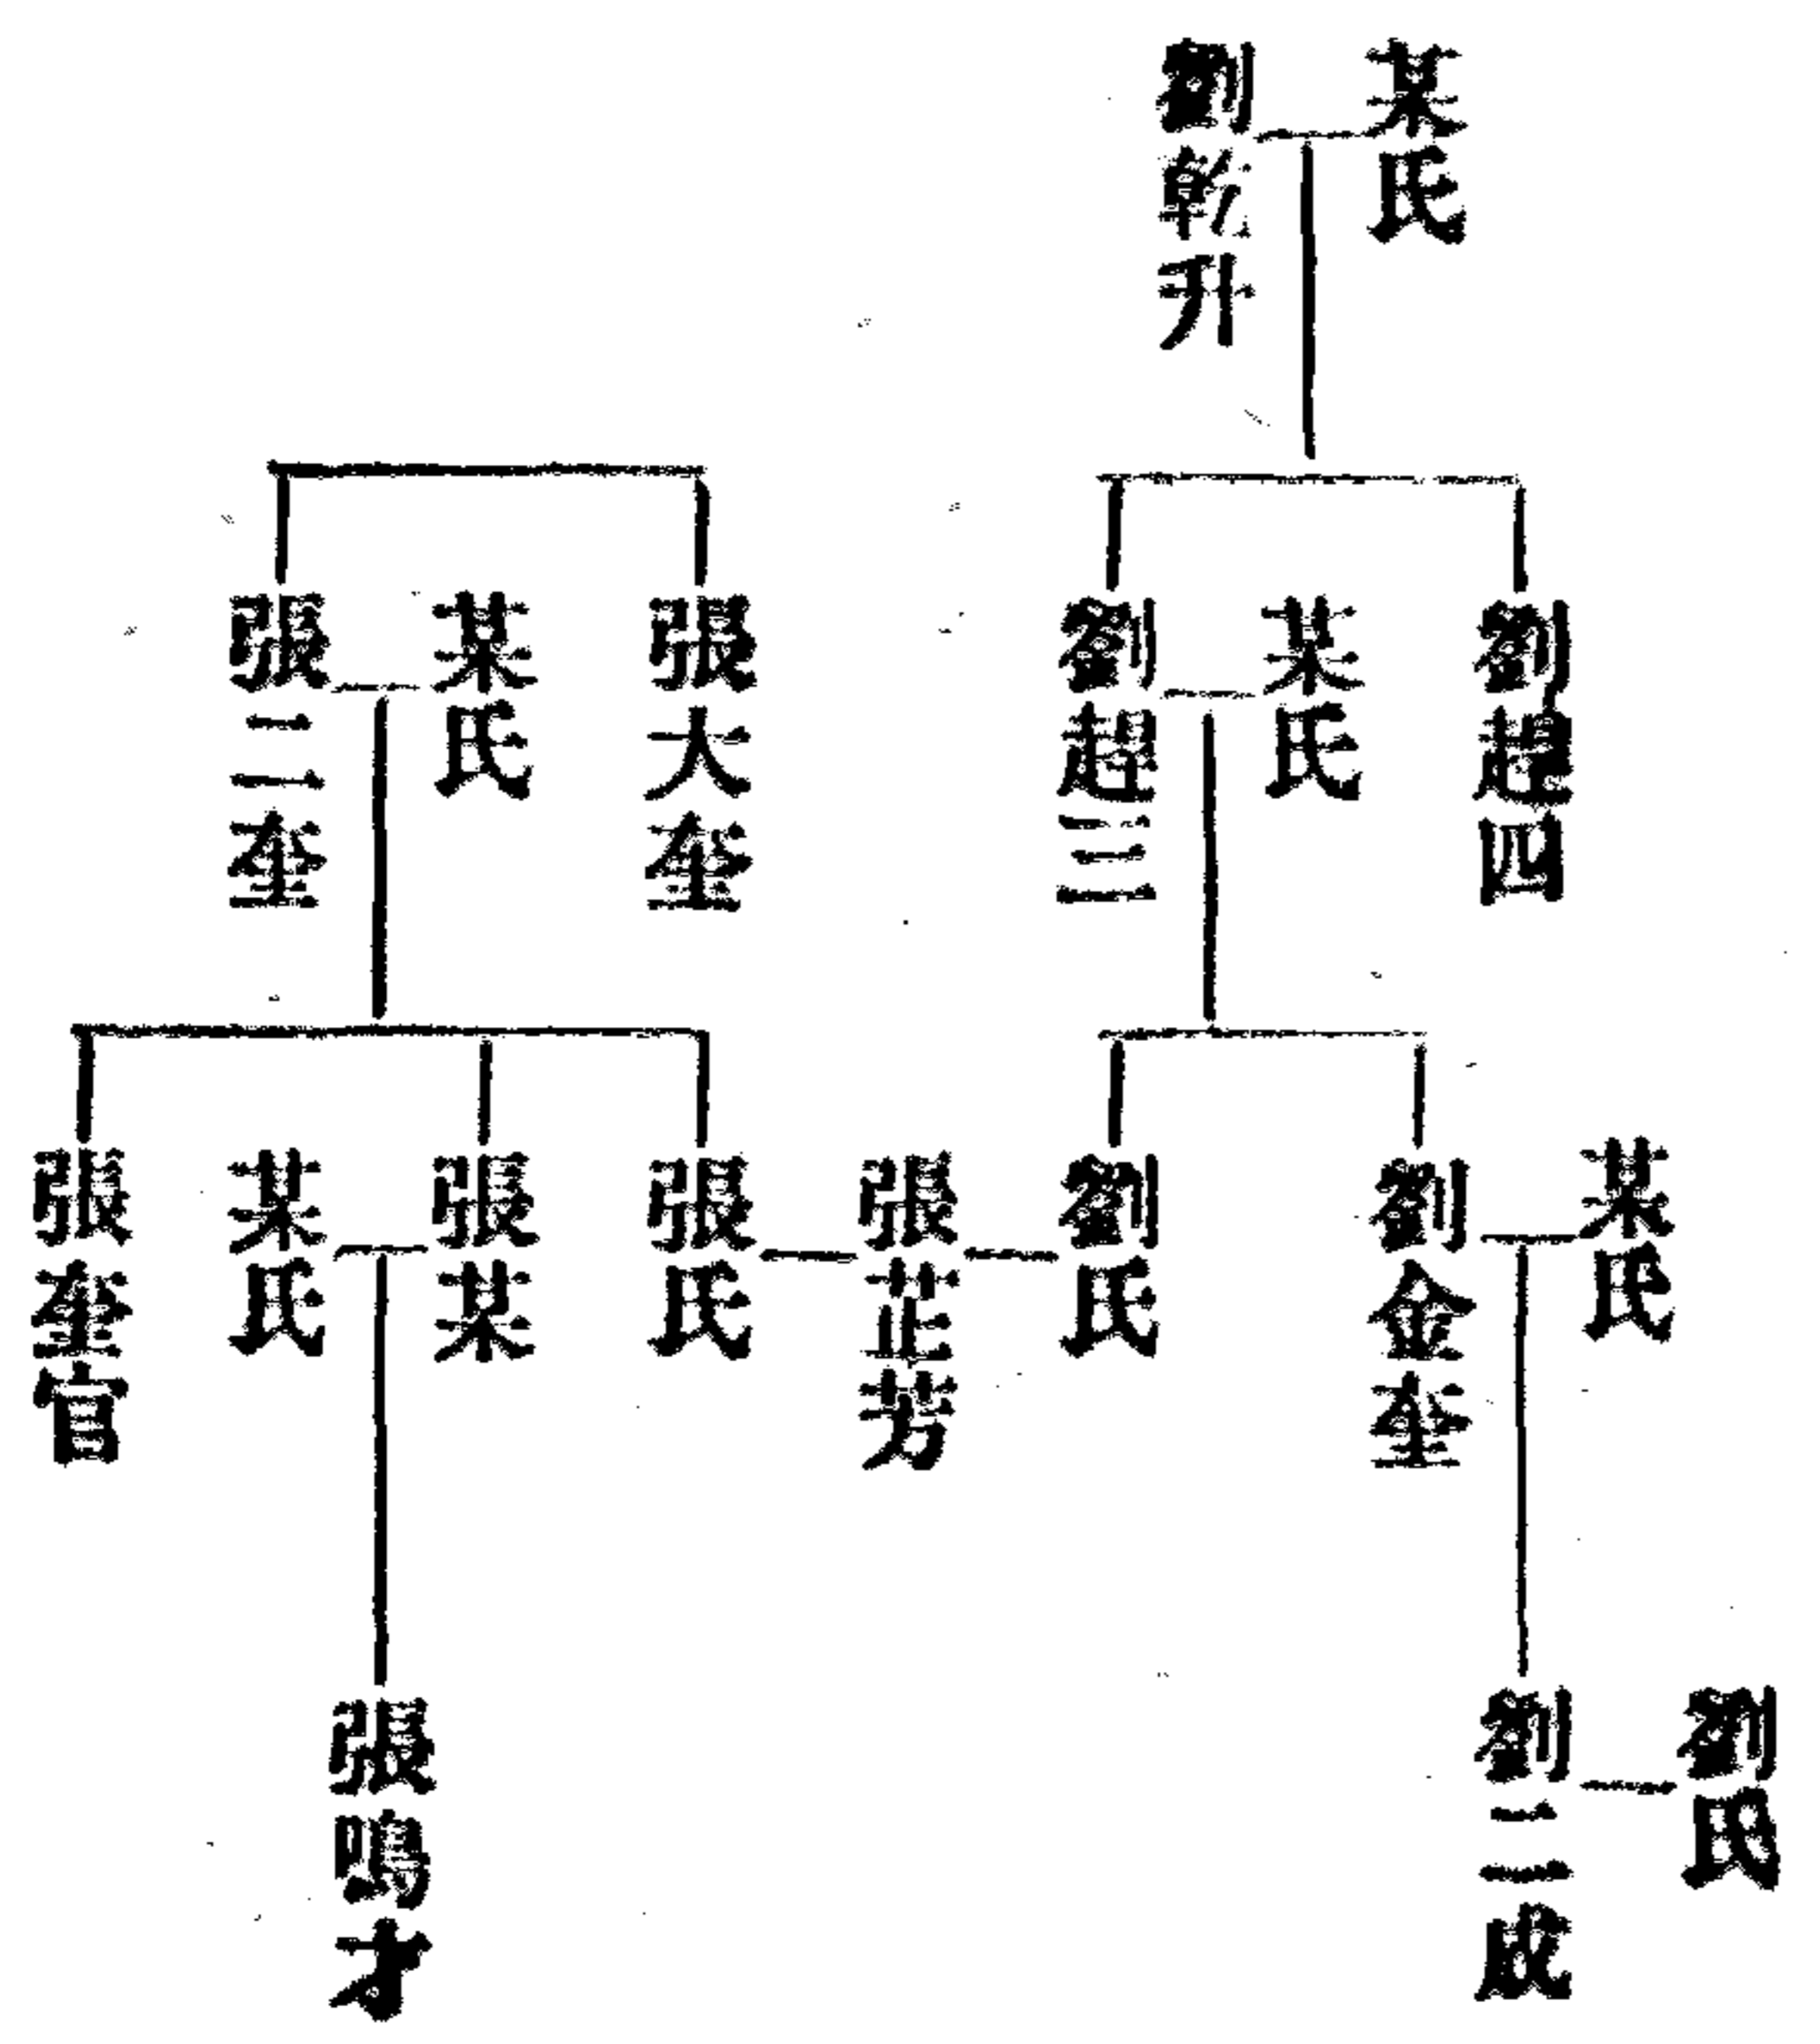 某氏
劉乾升
劉趕四
某氏
劉趕三
張大奎
某氏
張二奎
某氏
劉金奎
劉氏
張芷芳
張氏
張某
某氏
張奎官
劉氏
劉二成
張鳴才